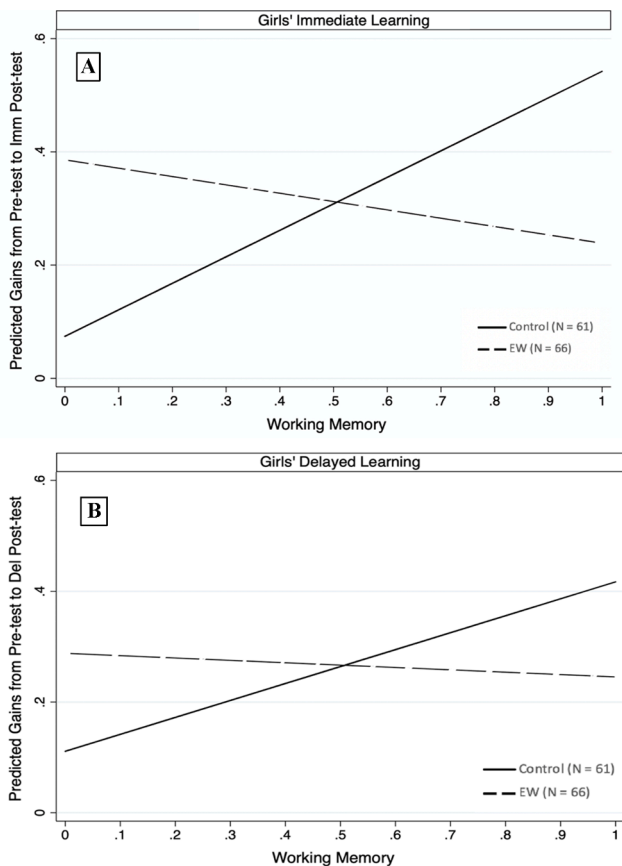 Girls' Immediate Learning
A
Predicted Gains from Pre-test to Imm Post-test
.6
.4
.2
0
Control (N = 61)
EW (N = 66)
0 .1 .2 .3 .4 .5 .6 .7 .8 .9 1
Working Memory
Girls' Delayed Learning
B
Predicted Gains from Pre-test to Del Post-test
.6
.4
.2
0
Control (N = 61)
EW (N = 66)
0 .1 .2 .3 .4 .5 .6 .7 .8 .9 1
Working Memory